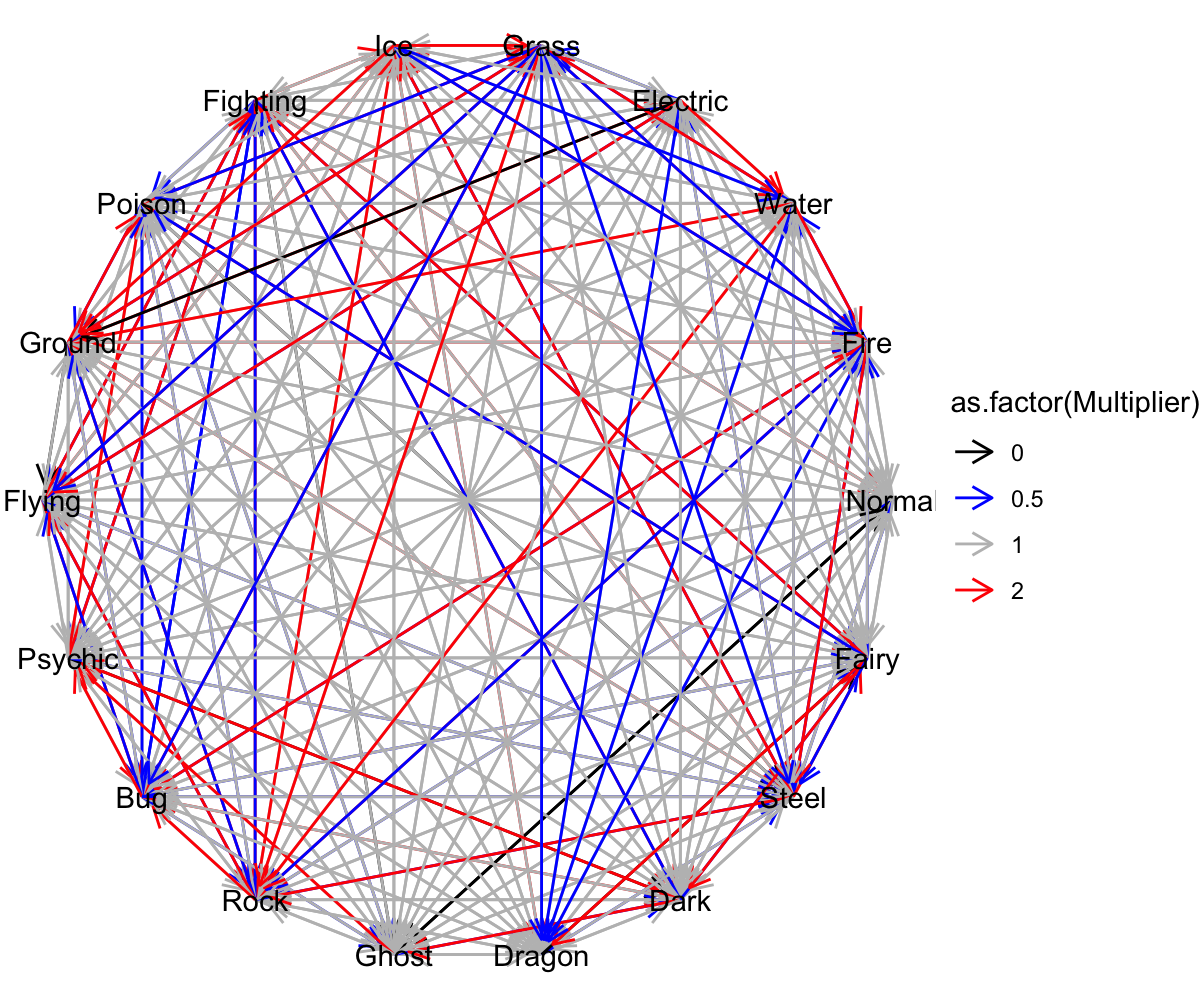 Ice
Grass
Fighting
Electric
Poison
Water
Ground
Fire
Flying
Normal
Psychic
Fairy
Bug
Steel
Rock
Dark
Ghost
Dragon
as.factor(Multiplier)
0
0.5
1
2